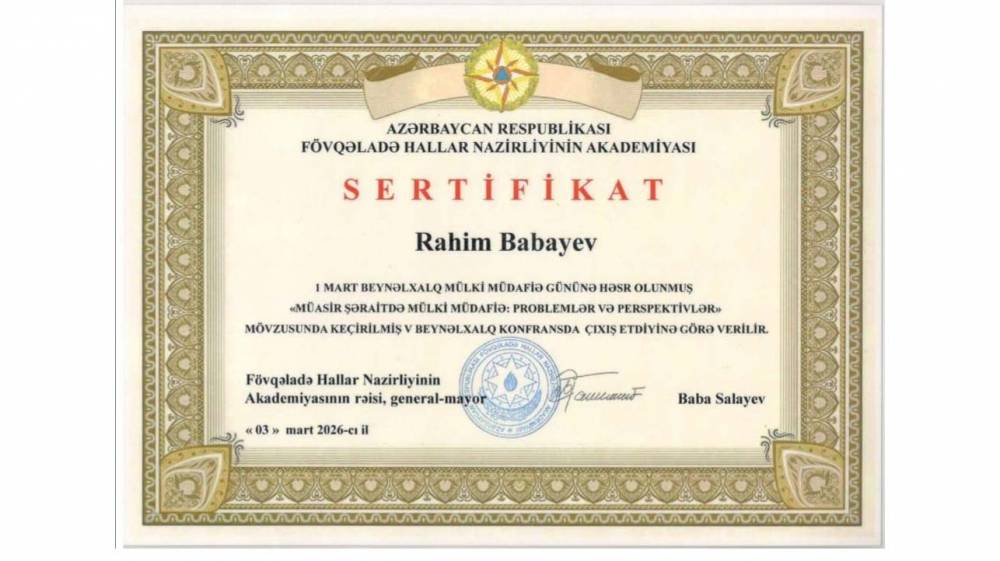 AZƏRBAYCAN RESPUBLİKASI
FÖVQƏLADƏ HALLAR NAZİRLİYİNİN AKADEMİYASI
SERTİFİKAT
Rahim Babayev
1 MART BEYNƏLXALQ MÜLKİ MÜDAFİƏ GÜNÜNƏ HƏSR OLUNMUŞ
«MÜASİR ŞƏRAİTDƏ MÜLKİ MÜDAFİƏ: PROBLEMLƏR VƏ PERSPEKTİVLƏR»
MÖVZUSUNDA KEÇİRİLMİŞ V BEYNƏLXALQ KONFRANSDA ÇIXIŞ ETDİYİNƏ GÖRƏ VERİLİR.
Fövqəladə Hallar Nazirliyinin
Akademiyasının rəisi, general-mayor
Baba Salayev
« 03 » mart 2026-cı il